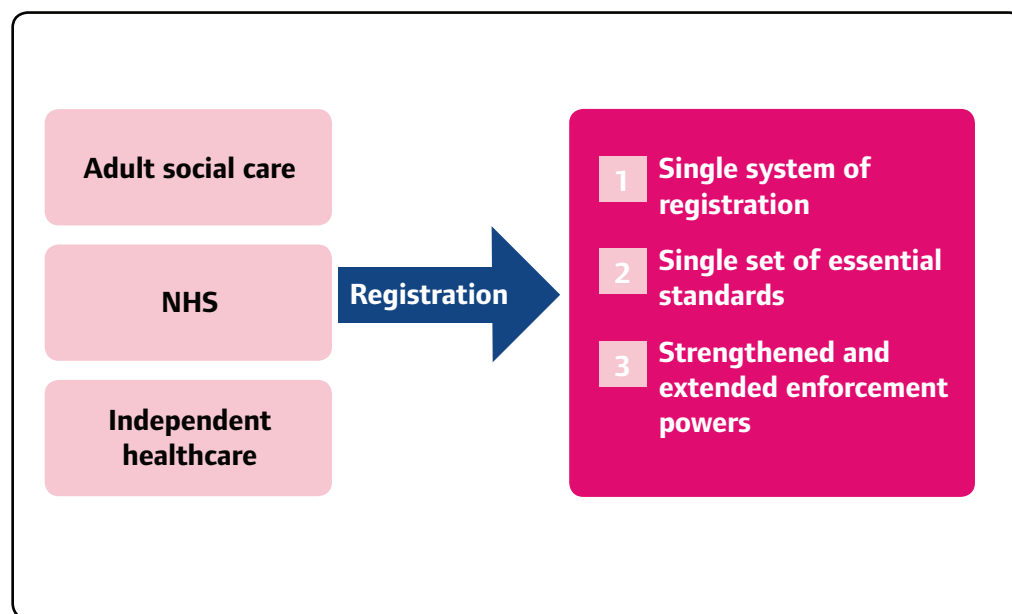 Adult social care
NHS
Independent
healthcare
Registration
1 Single system of
registration
2 Single set of essential
standards
3 Strengthened and
extended enforcement
powers